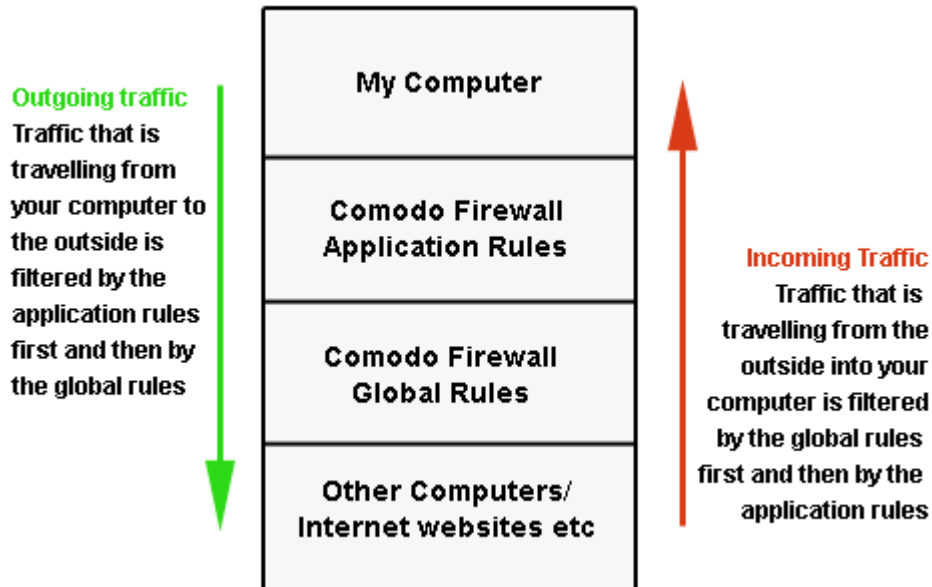 Outgoing traffic
Traffic that is
travelling from
your computer to
the outside is
filtered by the
application rules
first and then by
the global rules
My Computer
Comodo Firewall
Application Rules
Comodo Firewall
Global Rules
Other Computers/
Internet websites etc
Incoming Traffic
Traffic that is
travelling from the
outside into your
computer is filtered
by the global rules
first and then by the
application rules